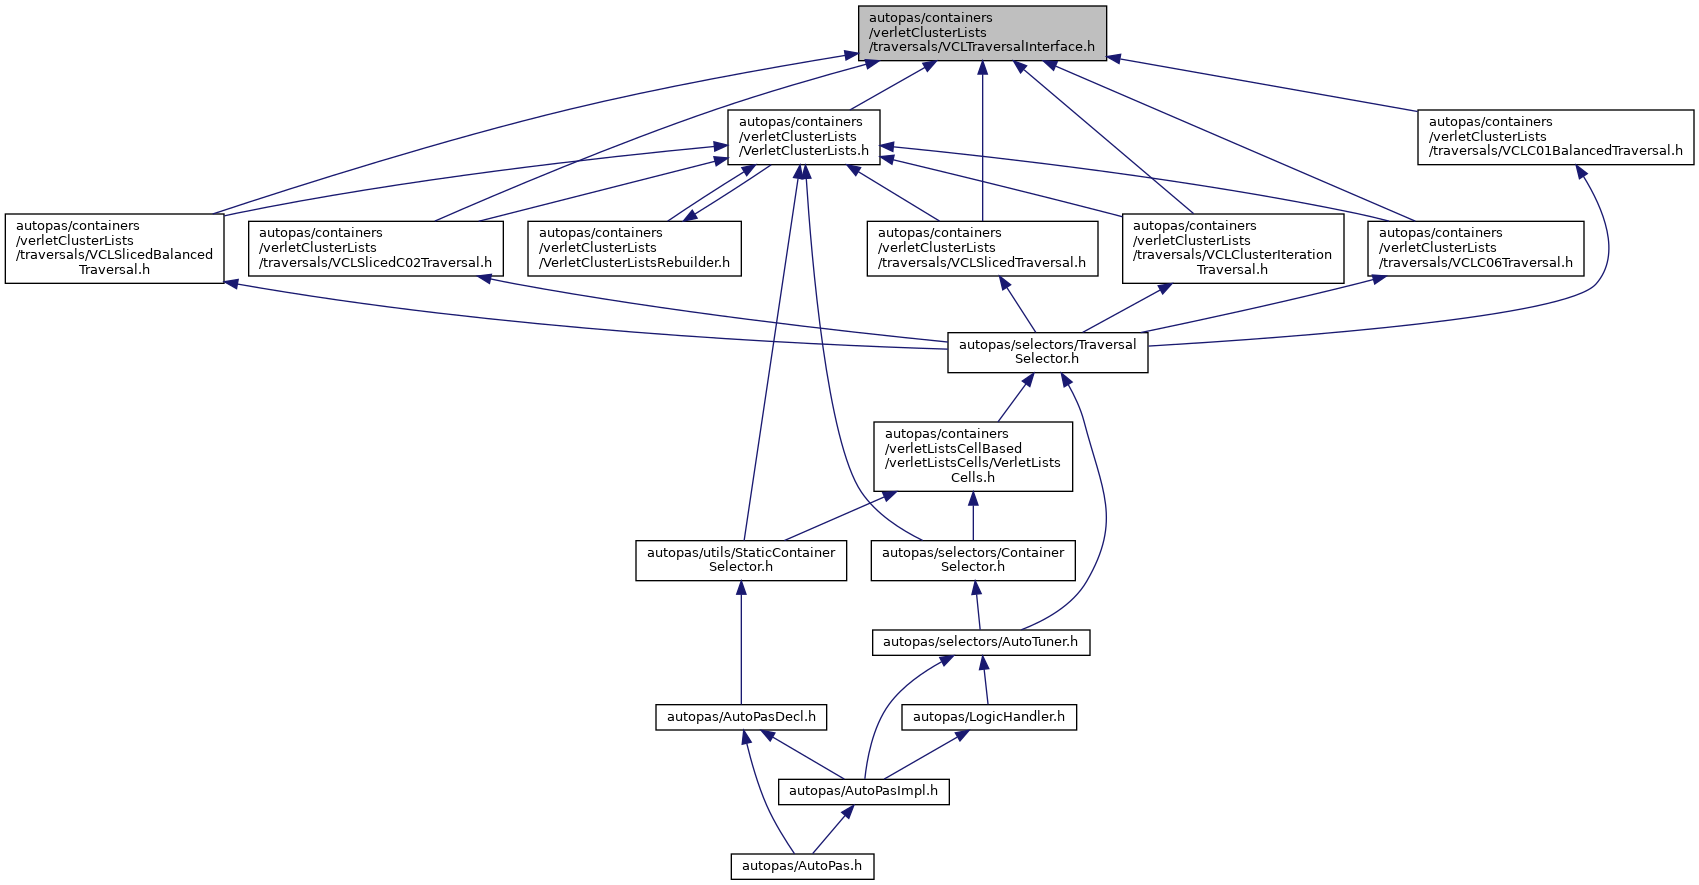 autopas/containers
/verletClusterLists
/traversals/VCLTraversalInterface.h
autopas/containers
/verletClusterLists
/VerletClusterLists.h
autopas/containers
/verletClusterLists
/traversals/VCLC01BalancedTraversal.h
autopas/containers
/verletClusterLists
/traversals/VCLSlicedBalanced
Traversal.h
autopas/containers
/verletClusterLists
/traversals/VCLSlicedC02Traversal.h
autopas/containers
/verletClusterLists
/VerletClusterListsRebuilder.h
autopas/containers
/verletClusterLists
/traversals/VCLSlicedTraversal.h
autopas/containers
/verletClusterLists
/traversals/VCLClusterIteration
Traversal.h
autopas/containers
/verletClusterLists
/traversals/VCLC06Traversal.h
autopas/selectors/Traversal
Selector.h
autopas/containers
/verletListsCellBased
/verletListsCells/VerletLists
Cells.h
autopas/utils/StaticContainer
Selector.h
autopas/selectors/Container
Selector.h
autopas/selectors/AutoTuner.h
autopas/AutoPasDecl.h
autopas/LogicHandler.h
autopas/AutoPasImpl.h
autopas/AutoPas.h